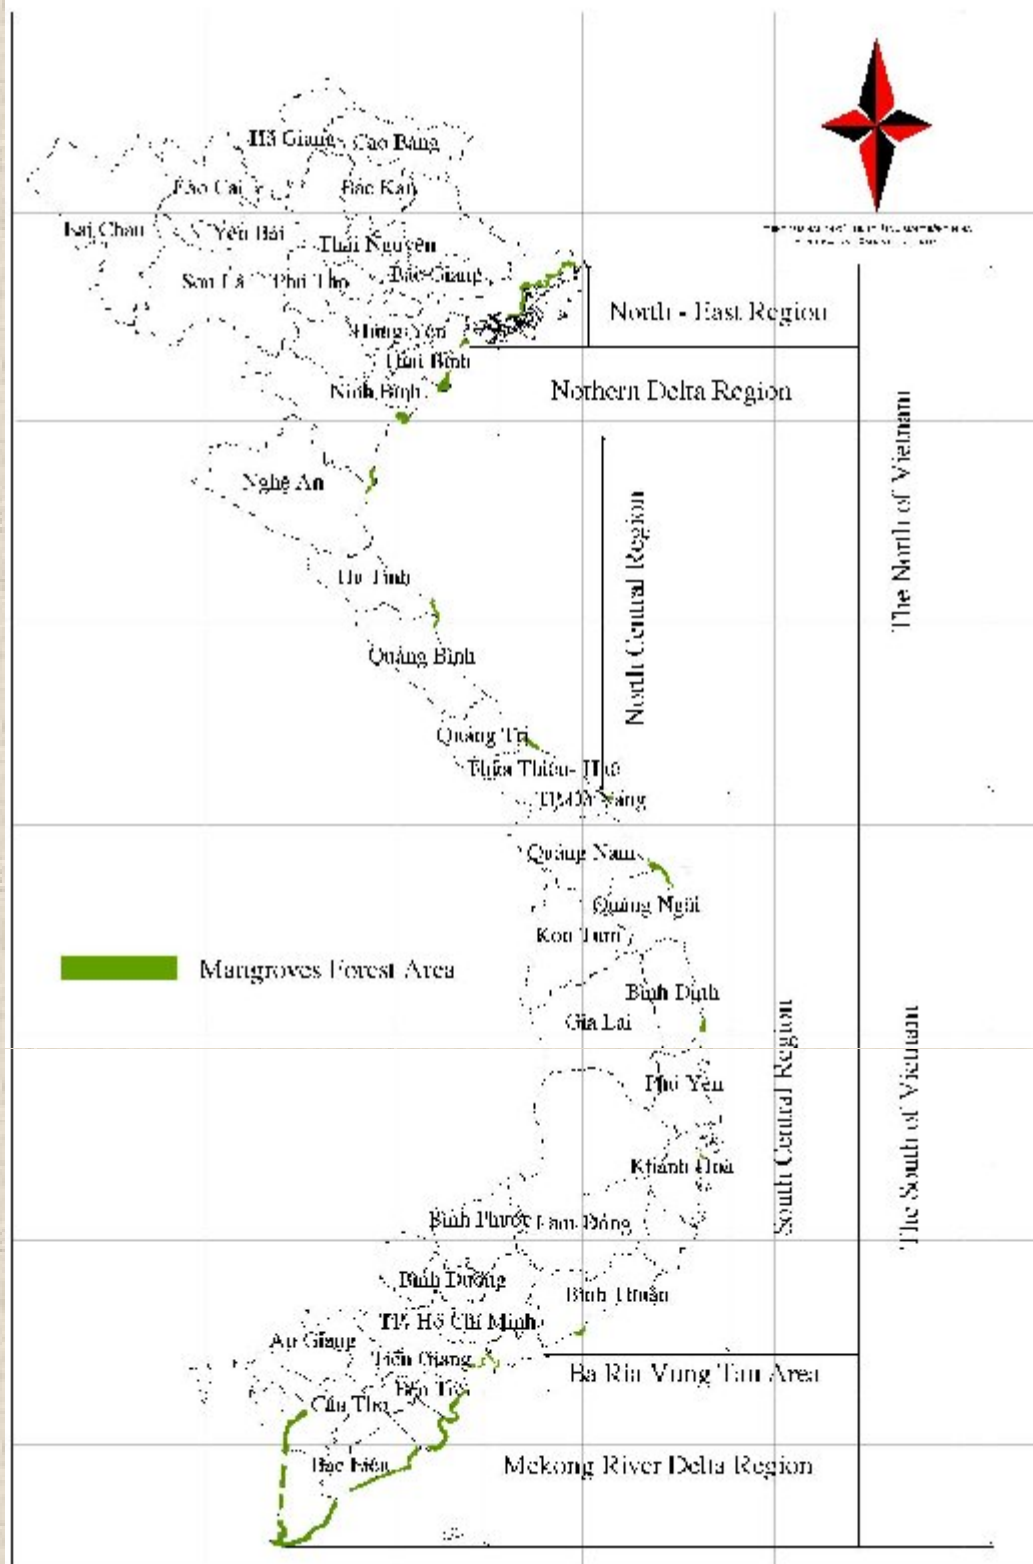 Hà Giang
Cao Bằng
Lào Cai
Bắc Kạn
Lai Châu
Yên Bái
Thái Nguyên
Sơn La
Phú Thọ
Bắc Giang
North - East Region
Hưng Yên
Thái Bình
Ninh Bình
Nothern Delta Region
The North of Vietnam
Nghệ An
North Central Region
Hà Tĩnh
Quảng Bình
Quảng Trị
Thừa Thiên- Huế
Quảng Nam
Quảng Ngãi
Kon Tum
Mangroves Forest Area
Bình Định
Gia Lai
South Central Region
The South of Vietnam
Phú Yên
Khánh Hoà
Bình Phước
Lâm Đồng
Bình Dương
Bình Thuận
TP. Hồ Chí Minh
An Giang
Tiền Giang
Ba Ria Vung Tau Area
Bến Tre
Cần Thơ
Bạc Liêu
Mekong River Delta Region